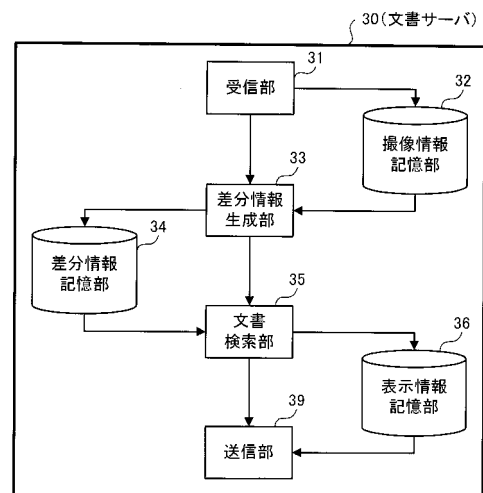 30(文書サーバ)
31
受信部
32
撮像情報
記憶部
33
差分情報
生成部
34
差分情報
記憶部
35
文書
検索部
36
表示情報
記憶部
39
送信部